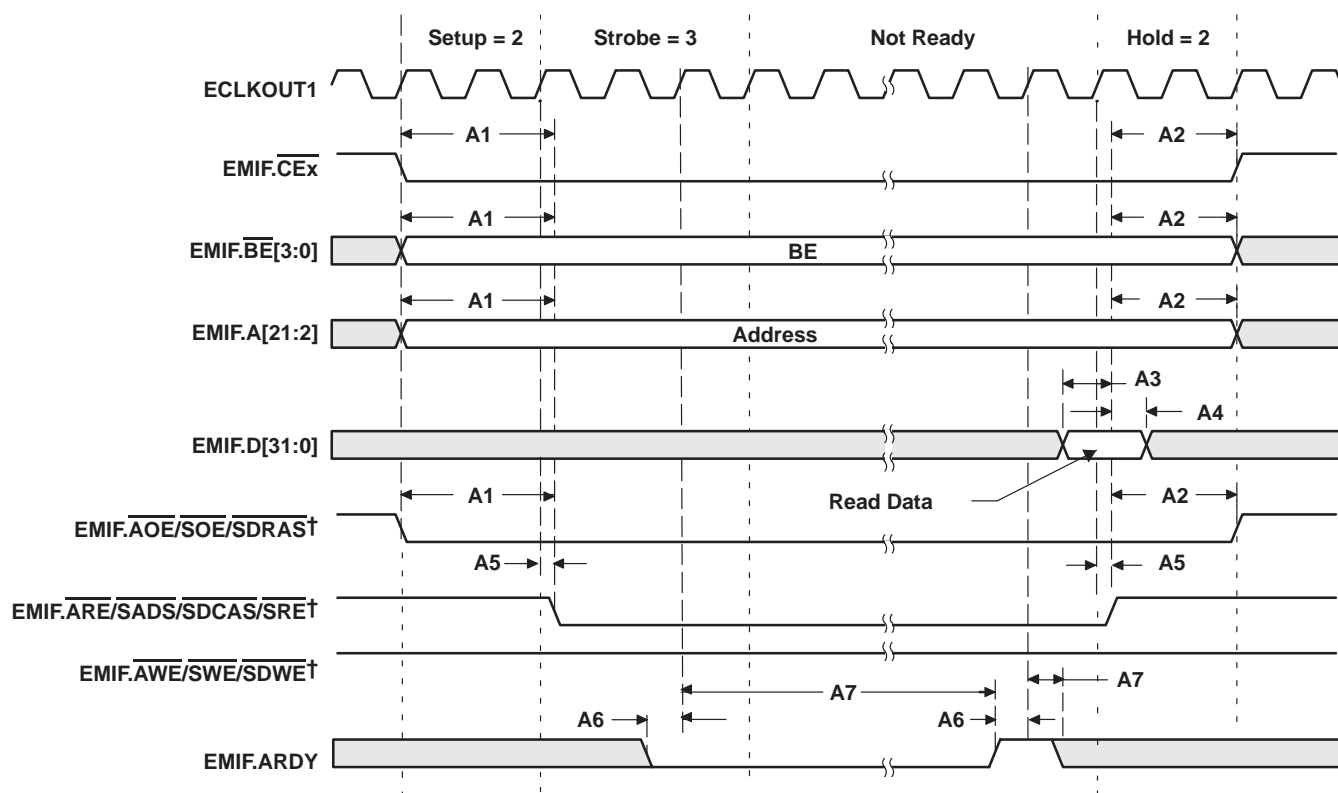 Setup = 2 Strobe = 3 Not Ready Hold = 2
ECLKOUT1
A1 A2
EMIF.CEx
A1 A2
EMIF.BE[3:0] BE
A1 A2
EMIF.A[21:2] Address
A3
A4
EMIF.D[31:0]
A1 Read Data A2
EMIF.AOE/SOE/SDRAS†
A5 A5
EMIF.ARE/SADS/SDCAS/SRE†
EMIF.AWE/SWE/SDWE†
A7 A7
A6 A6
EMIF.ARDY